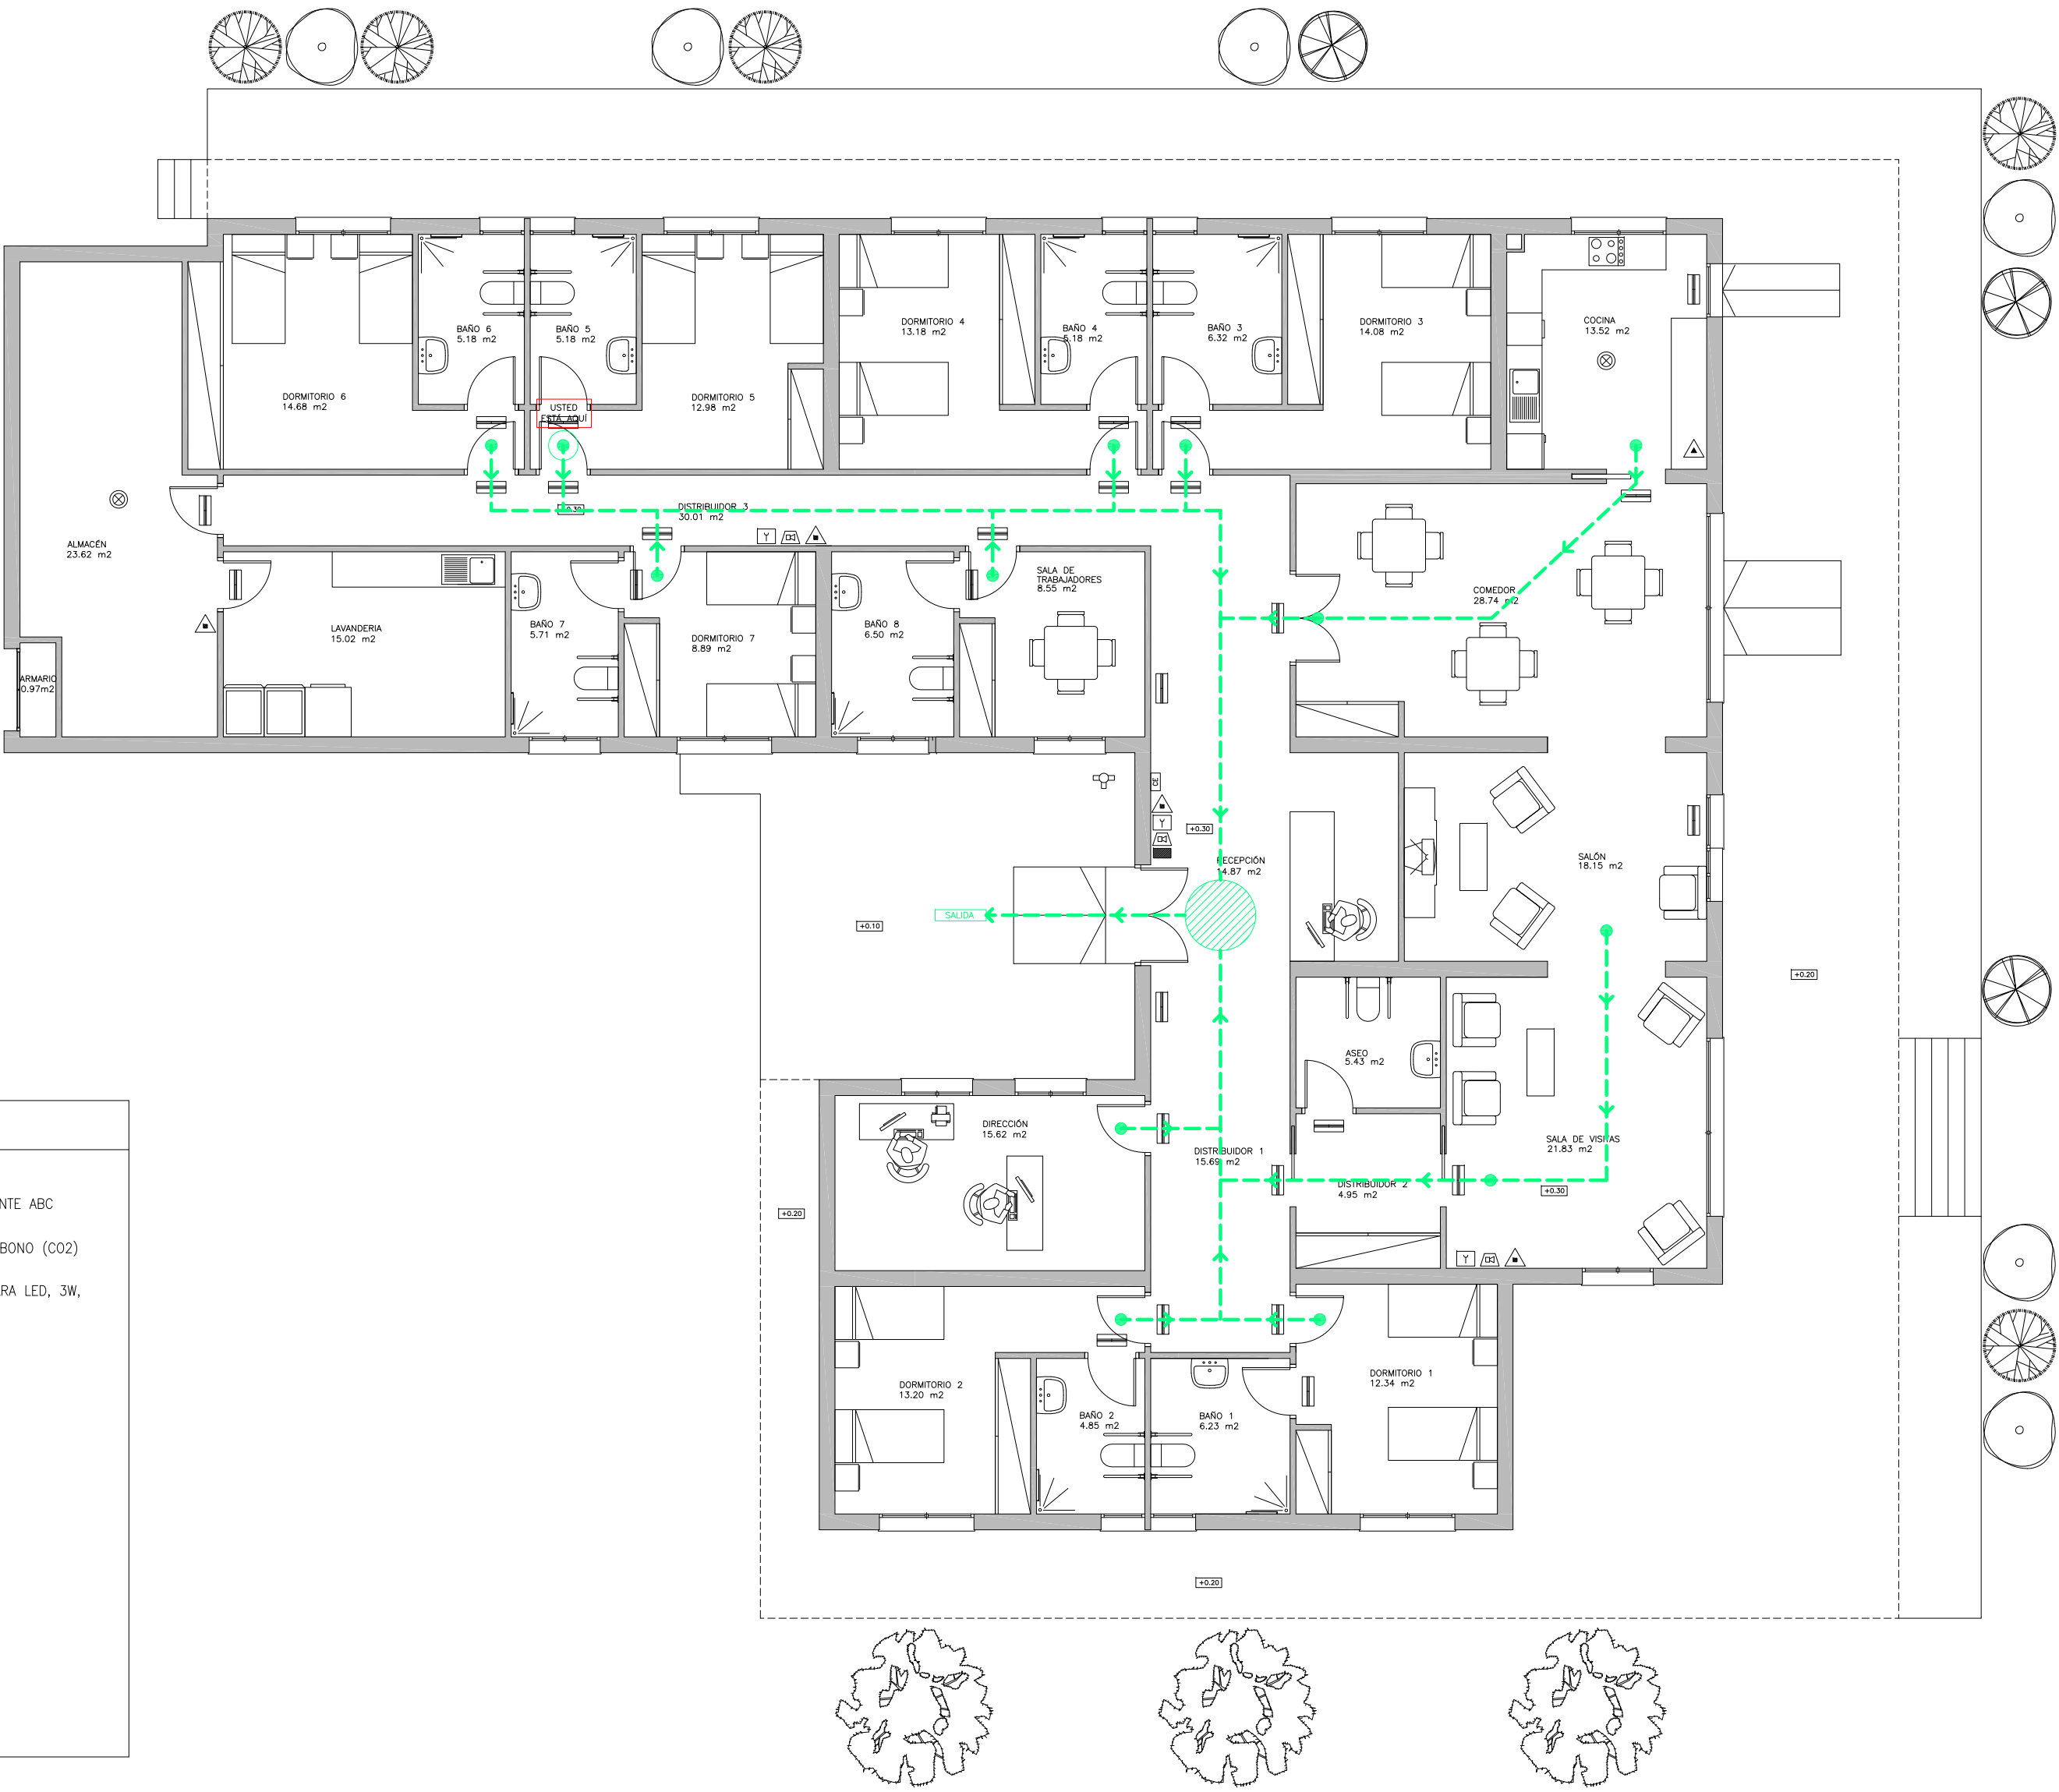 BAÑO 6
5.18 m2
BAÑO 5
5.18 m2
DORMITORIO 4
13.18 m2
BAÑO 4
5.18 m2
BAÑO 3
6.32 m2
DORMITORIO 3
14.08 m2
COCINA
13.52 m2
DORMITORIO 6
14.68 m2
USTED
ESTÁ AQUÍ
DORMITORIO 5
12.98 m2
+0.30
DISTRIBUIDOR 3
30.01 m2
ALMACÉN
23.62 m2
SALA DE
TRABAJADORES
8.55 m2
COMEDOR
28.74 m2
LAVANDERIA
15.02 m2
BAÑO 7
5.71 m2
DORMITORIO 7
8.89 m2
BAÑO 8
6.50 m2
ARMARIO
0.97m2
CE
+0.30
RECEPCIÓN
14.87 m2
SALÓN
18.15 m2
SALIDA
+0.10
+0.20
ASEO
5.43 m2
DIRECCIÓN
15.62 m2
DISTRIBUIDOR 1
15.69 m2
SALA DE VISITAS
21.83 m2
DISTRIBUIDOR 2
4.95 m2
+0.30
+0.20
NTE ABC
BONO (CO2)
RA LED, 3W,
DORMITORIO 2
13.20 m2
BAÑO 2
4.85 m2
BAÑO 1
6.23 m2
DORMITORIO 1
12.34 m2
+0.20